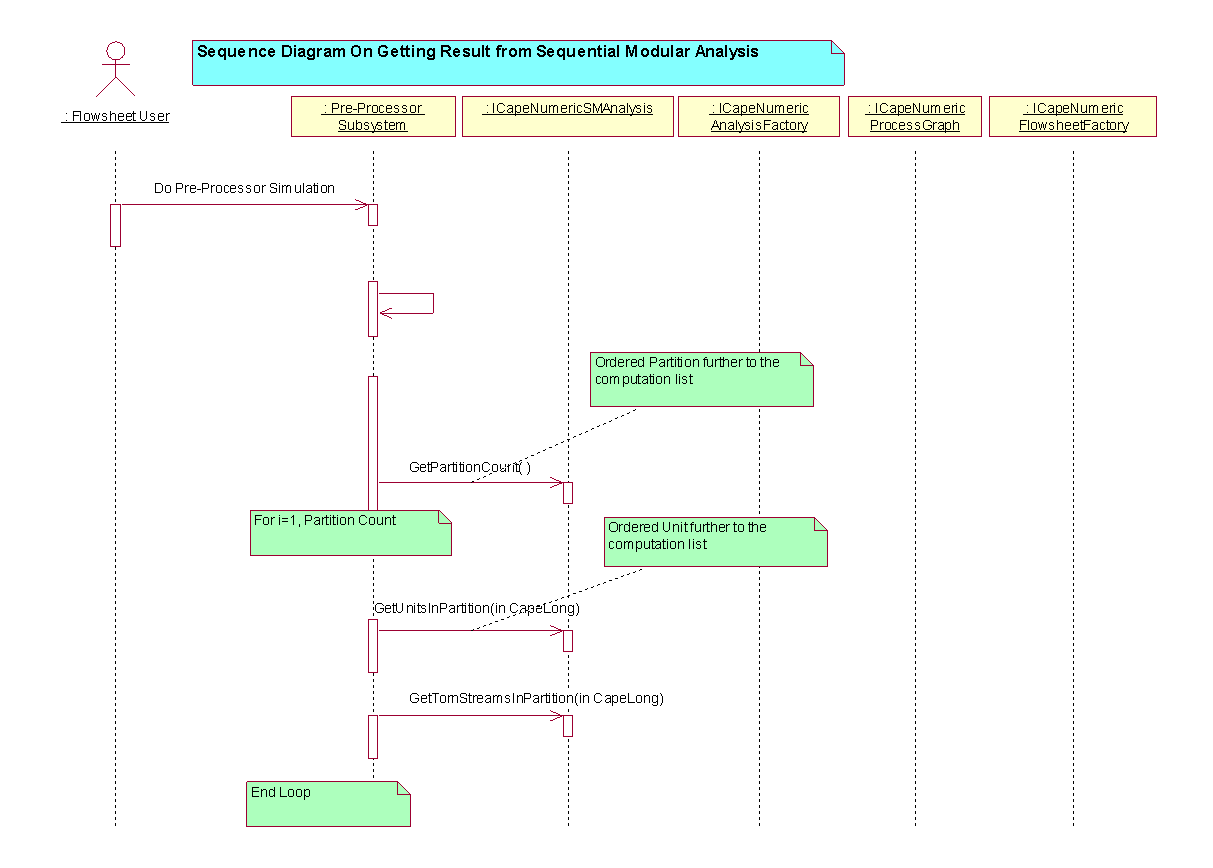 Sequence Diagram On Getting Result from Sequential Modular Analysis
: Flowsheet User
: Pre-Processor
Subsystem
: ICapeNumericSMAnalysis
: ICapeNumeric
AnalysisFactory
: ICapeNumeric
ProcessGraph
: ICapeNumeric
FlowsheetFactory
Do Pre-Processor Simulation
Ordered Partition further to the
computation list
GetPartitionCount( )
For i=1, Partition Count
Ordered Unit further to the
computation list
GetUnitsInPartition(in CapeLong)
GetTornStreamsInPartition(in CapeLong)
End Loop